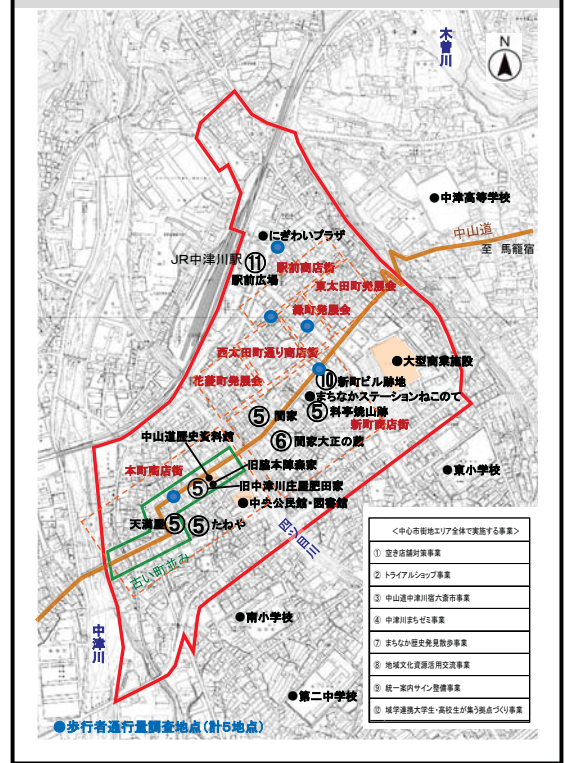 木曽川
N
●中津高等学校
中山道
至 馬籠宿
●にぎわいプラザ
JR中津川駅
⑪
駅前広場
駅前商店街
東太田町発展会
緑町発展会
西太田町通り商店街
花菱町発展会
●大型商業施設
⑩新町ビル跡地
●まちなかステーションねこのて
⑤料亭焼山跡
新町商店街
⑤間家
⑥間家大正の蔵
中山道歴史資料館
本町商店街
●旧脇本陣森家
⑤
●旧中津川庄屋肥田家
●中央公民館・図書館
●東小学校
天満屋⑤
⑤たねや
四ツ目川
古い町並み
中津川
●南小学校
●第二中学校
<中心市街地エリア全体で実施する事業>
① 空き店舗対策事業
② トライアルショップ事業
③ 中山道中津川宿六斎市事業
④ 中津川まちゼミ事業
⑦ まちなか歴史発見散歩事業
⑧ 地域文化資源活用交流事業
⑨ 統一案内サイン整備事業
⑫ 域学連携大学生・高校生が集う拠点づくり事業
●歩行者通行量調査地点(計5地点)